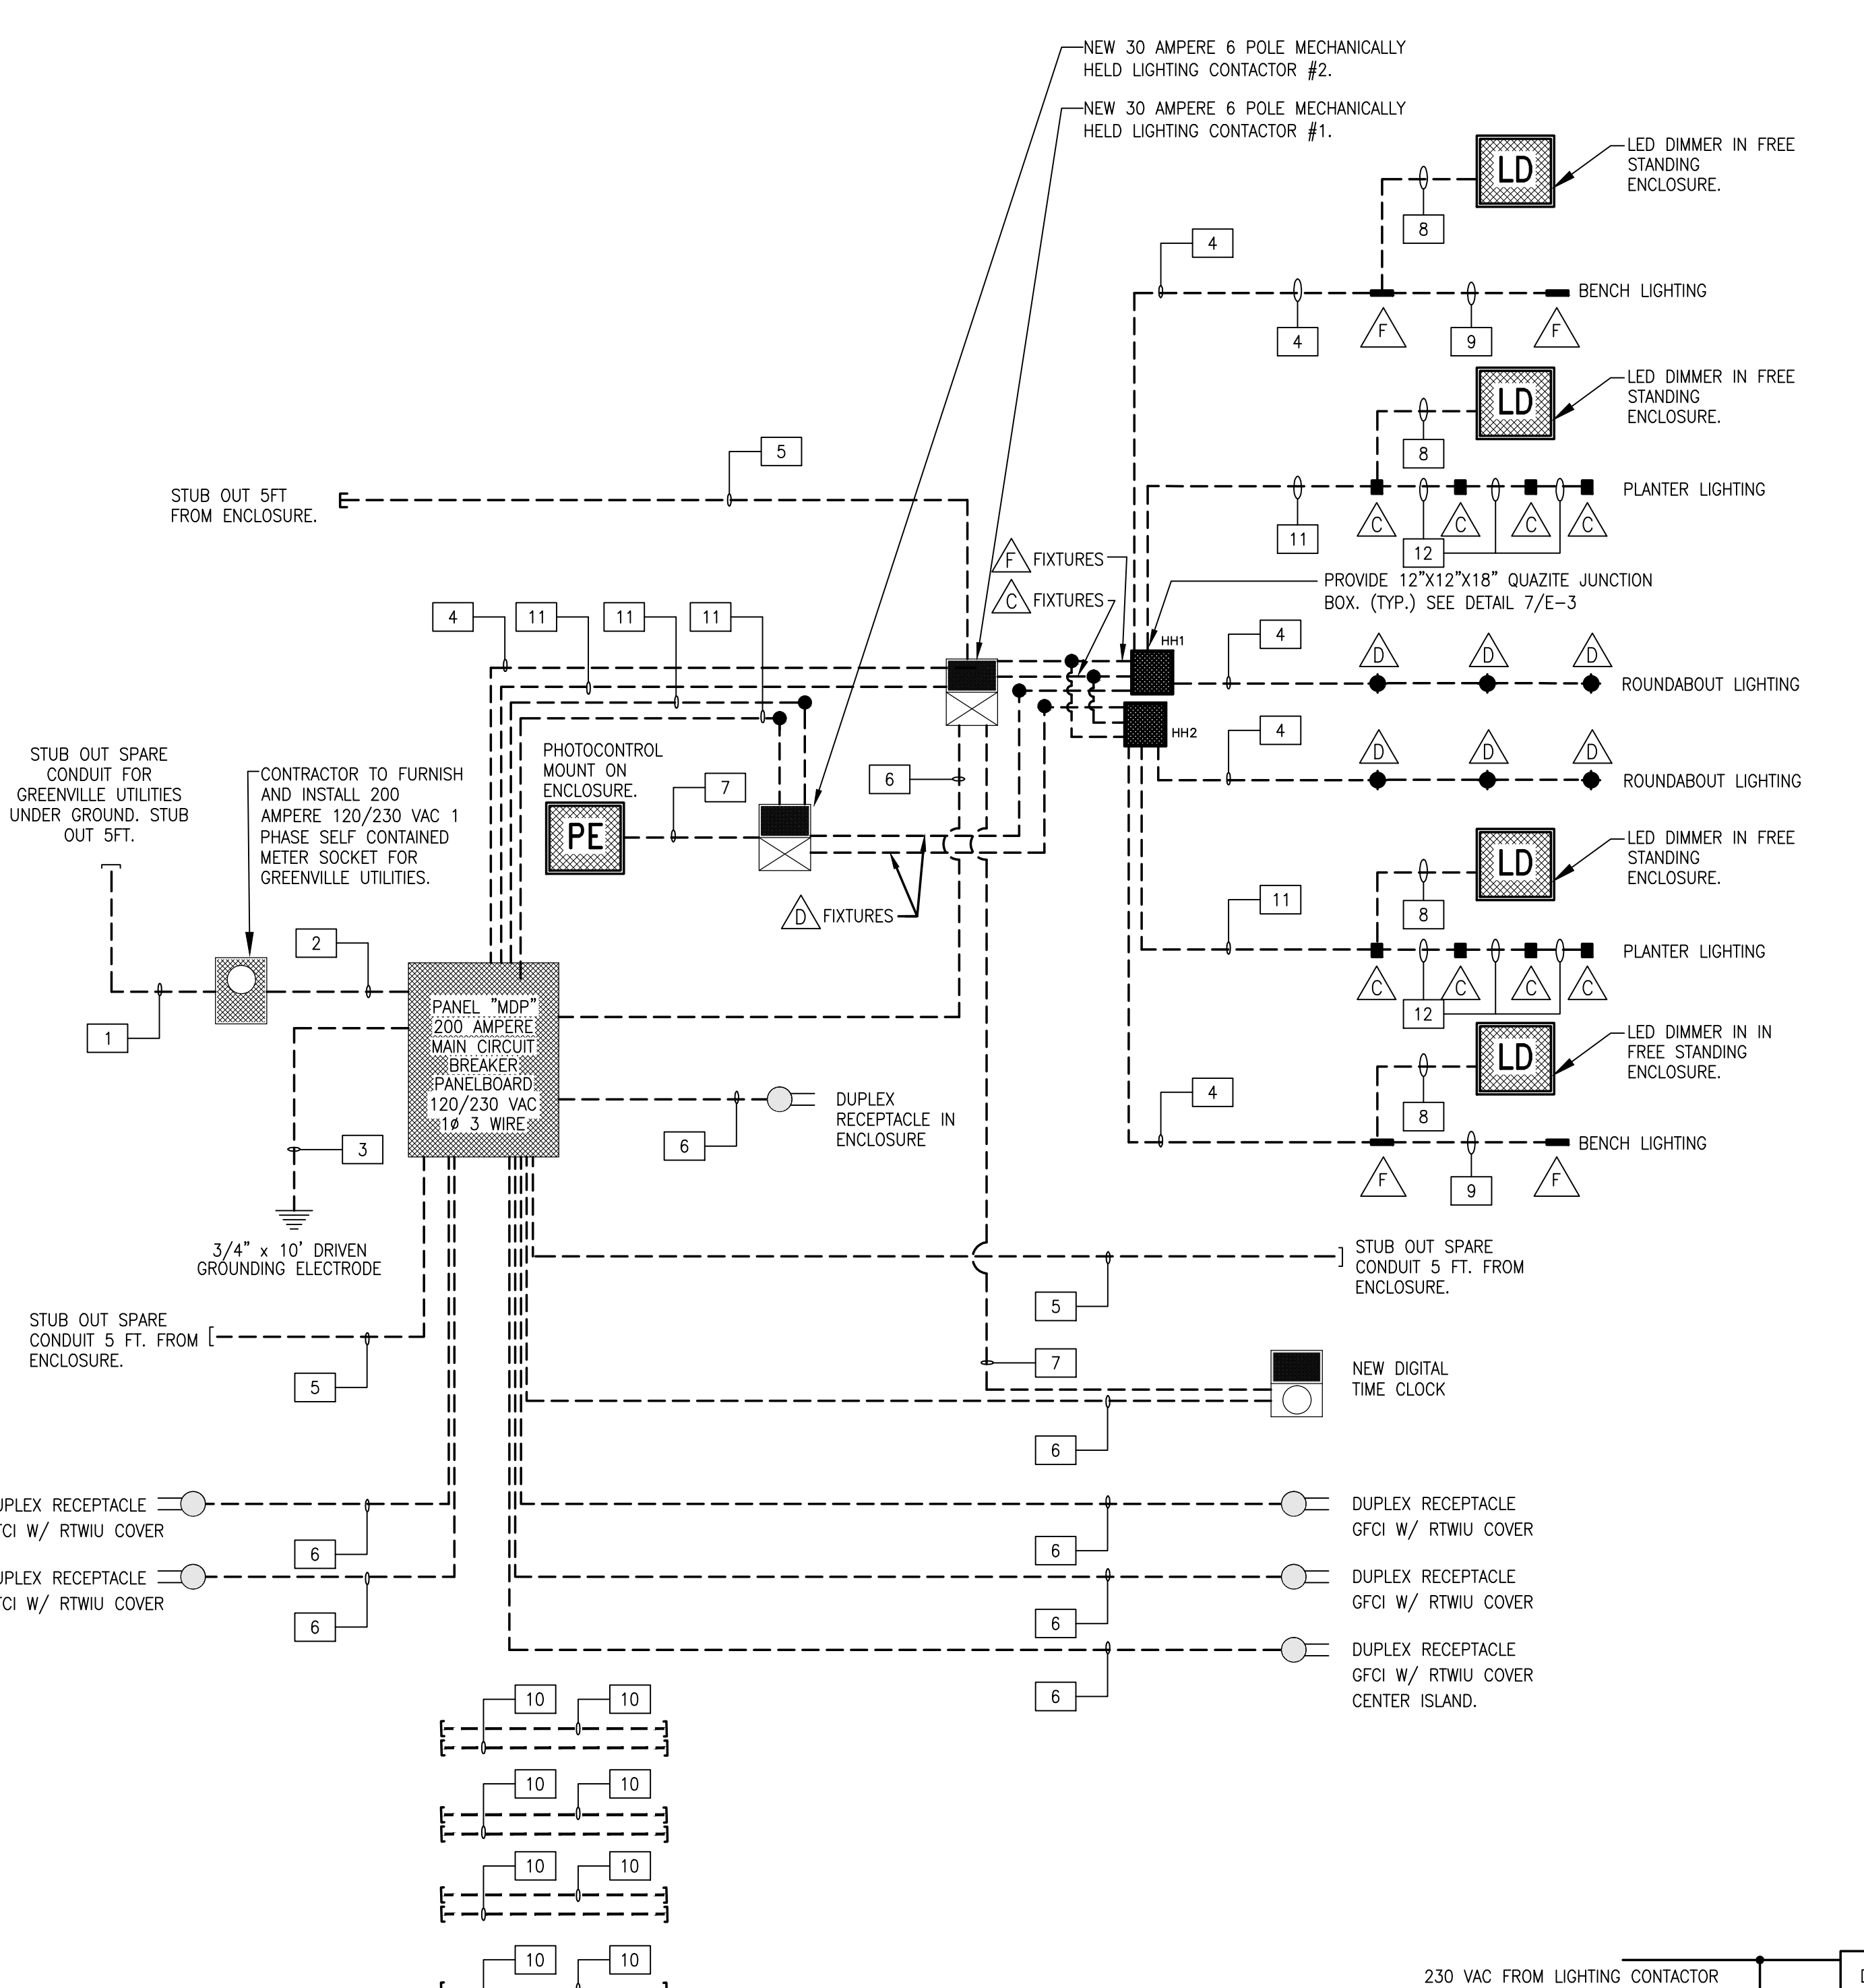 NEW 30 AMPERE 6 POLE MECHANICALLY
HELD LIGHTING CONTACTOR #2.
NEW 30 AMPERE 6 POLE MECHANICALLY
HELD LIGHTING CONTACTOR #1.
LD
LED DIMMER IN FREE
STANDING
ENCLOSURE.
8
4
BENCH LIGHTING
4
F
9
F
LD
LED DIMMER IN FREE
STANDING
ENCLOSURE.
8
5
STUB OUT 5FT
FROM ENCLOSURE.
PLANTER LIGHTING
C
C
C
C
11
12
F FIXTURES
C FIXTURES
PROVIDE 12"X12"X18" QUAZITE JUNCTION
BOX. (TYP.) SEE DETAIL 7/E-3
4
11
11
11
HH1
4
D
D
D
ROUNDABOUT LIGHTING
HH2
4
D
D
D
ROUNDABOUT LIGHTING
STUB OUT SPARE
CONDUIT FOR
GREENVILLE UTILITIES
UNDER GROUND. STUB
OUT 5FT.
CONTRACTOR TO FURNISH
AND INSTALL 200
AMPERE 120/230 VAC 1
PHASE SELF CONTAINED
METER SOCKET FOR
GREENVILLE UTILITIES.
PHOTOCONTROL
MOUNT ON
ENCLOSURE.
PE
7
6
D FIXTURES
LD
LED DIMMER IN FREE
STANDING
ENCLOSURE.
8
11
PLANTER LIGHTING
C
C
C
C
12
2
1
PANEL "MDP"
200 AMPERE
MAIN CIRCUIT
BREAKER
PANELBOARD
120/230 VAC
1ø 3 WIRE
LD
LED DIMMER IN IN
FREE STANDING
ENCLOSURE.
8
4
BENCH LIGHTING
F
9
F
DUPLEX
RECEPTACLE IN
ENCLOSURE
6
3
3/4" x 10' DRIVEN
GROUNDING ELECTRODE
STUB OUT SPARE
CONDUIT 5 FT. FROM
ENCLOSURE.
5
STUB OUT SPARE
CONDUIT 5 FT. FROM
ENCLOSURE.
5
7
NEW DIGITAL
TIME CLOCK
6
UPLEX RECEPTACLE
FCI W/ RTWIU COVER
6
UPLEX RECEPTACLE
FCI W/ RTWIU COVER
6
DUPLEX RECEPTACLE
GFCI W/ RTWIU COVER
6
DUPLEX RECEPTACLE
GFCI W/ RTWIU COVER
6
DUPLEX RECEPTACLE
GFCI W/ RTWIU COVER
CENTER ISLAND.
6
10
10
10
10
10
10
10
10
230 VAC FROM LIGHTING CONTACTOR